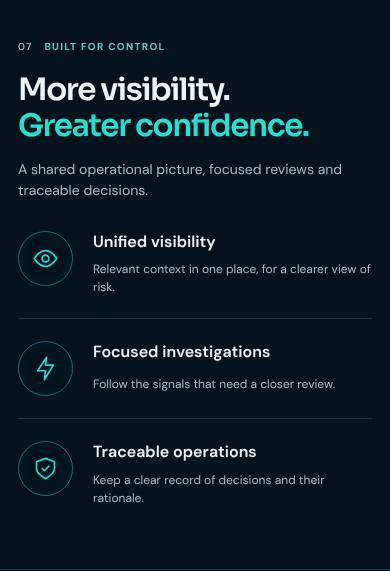 07 BUILT FOR CONTROL
More visibility.
Greater confidence.
A shared operational picture, focused reviews and
traceable decisions.
Unified visibility
Relevant context in one place, for a clearer view of
risk.
Focused investigations
Follow the signals that need a closer review.
Traceable operations
Keep a clear record of decisions and their
rationale.